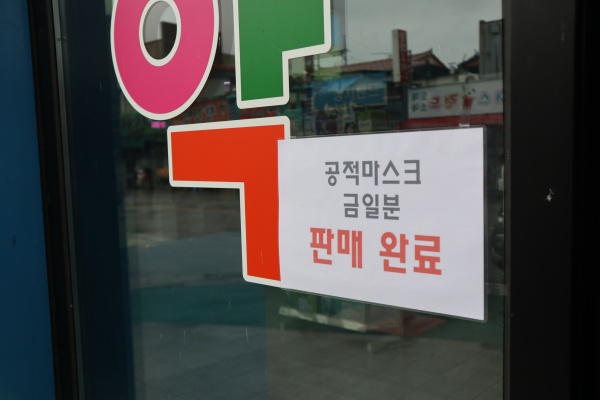 약
공적마스크
금일분
판매 완료